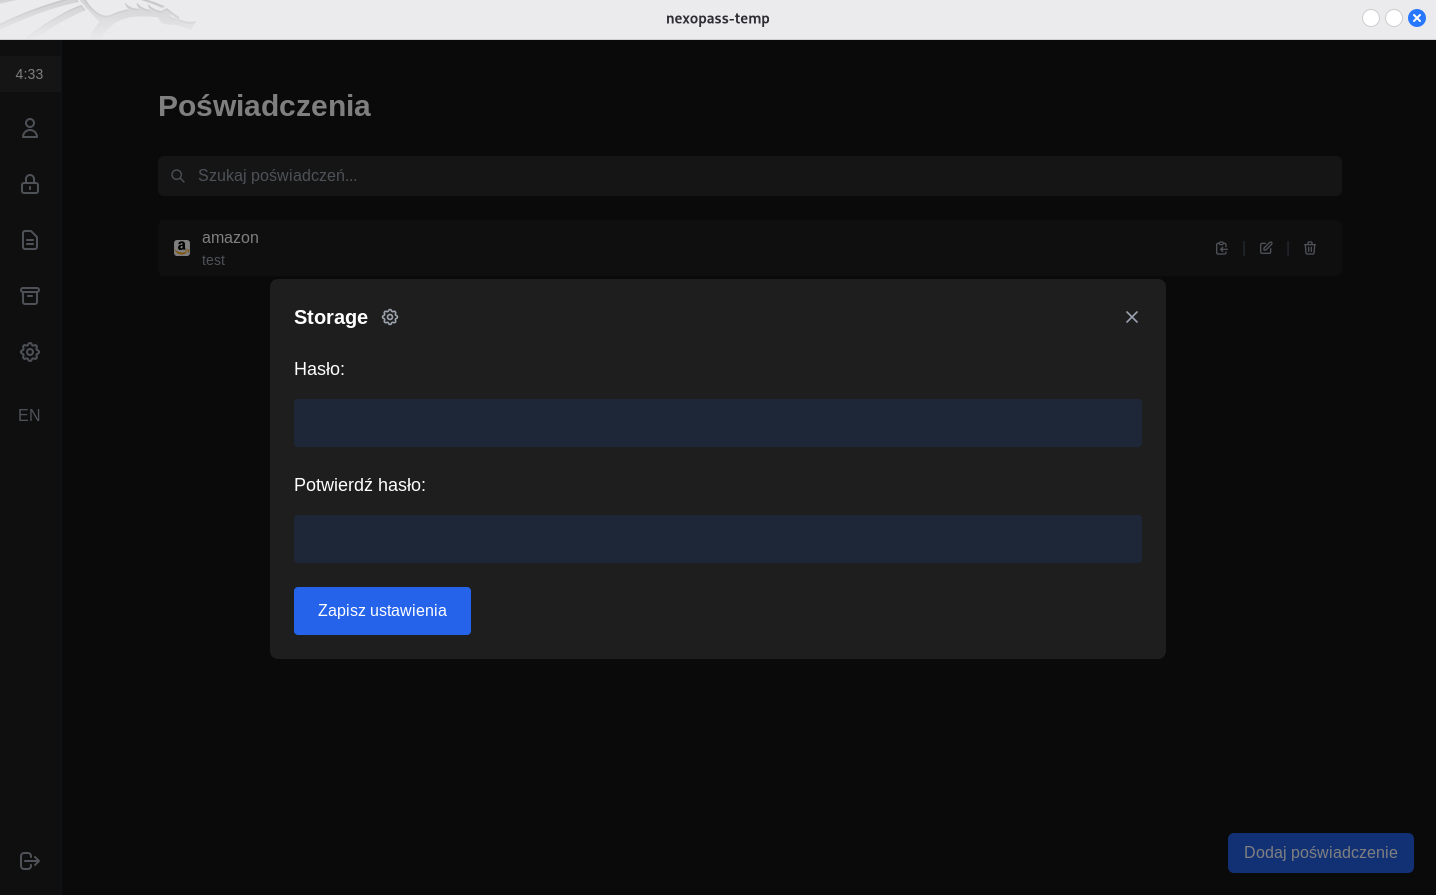 nexopass-temp
4:33
Poświadczenia
Szukaj poświadczeń...
amazon
test
Storage
Hasło:
Potwierdź hasło:
Zapisz ustawienia
EN
Dodaj poświadczenie